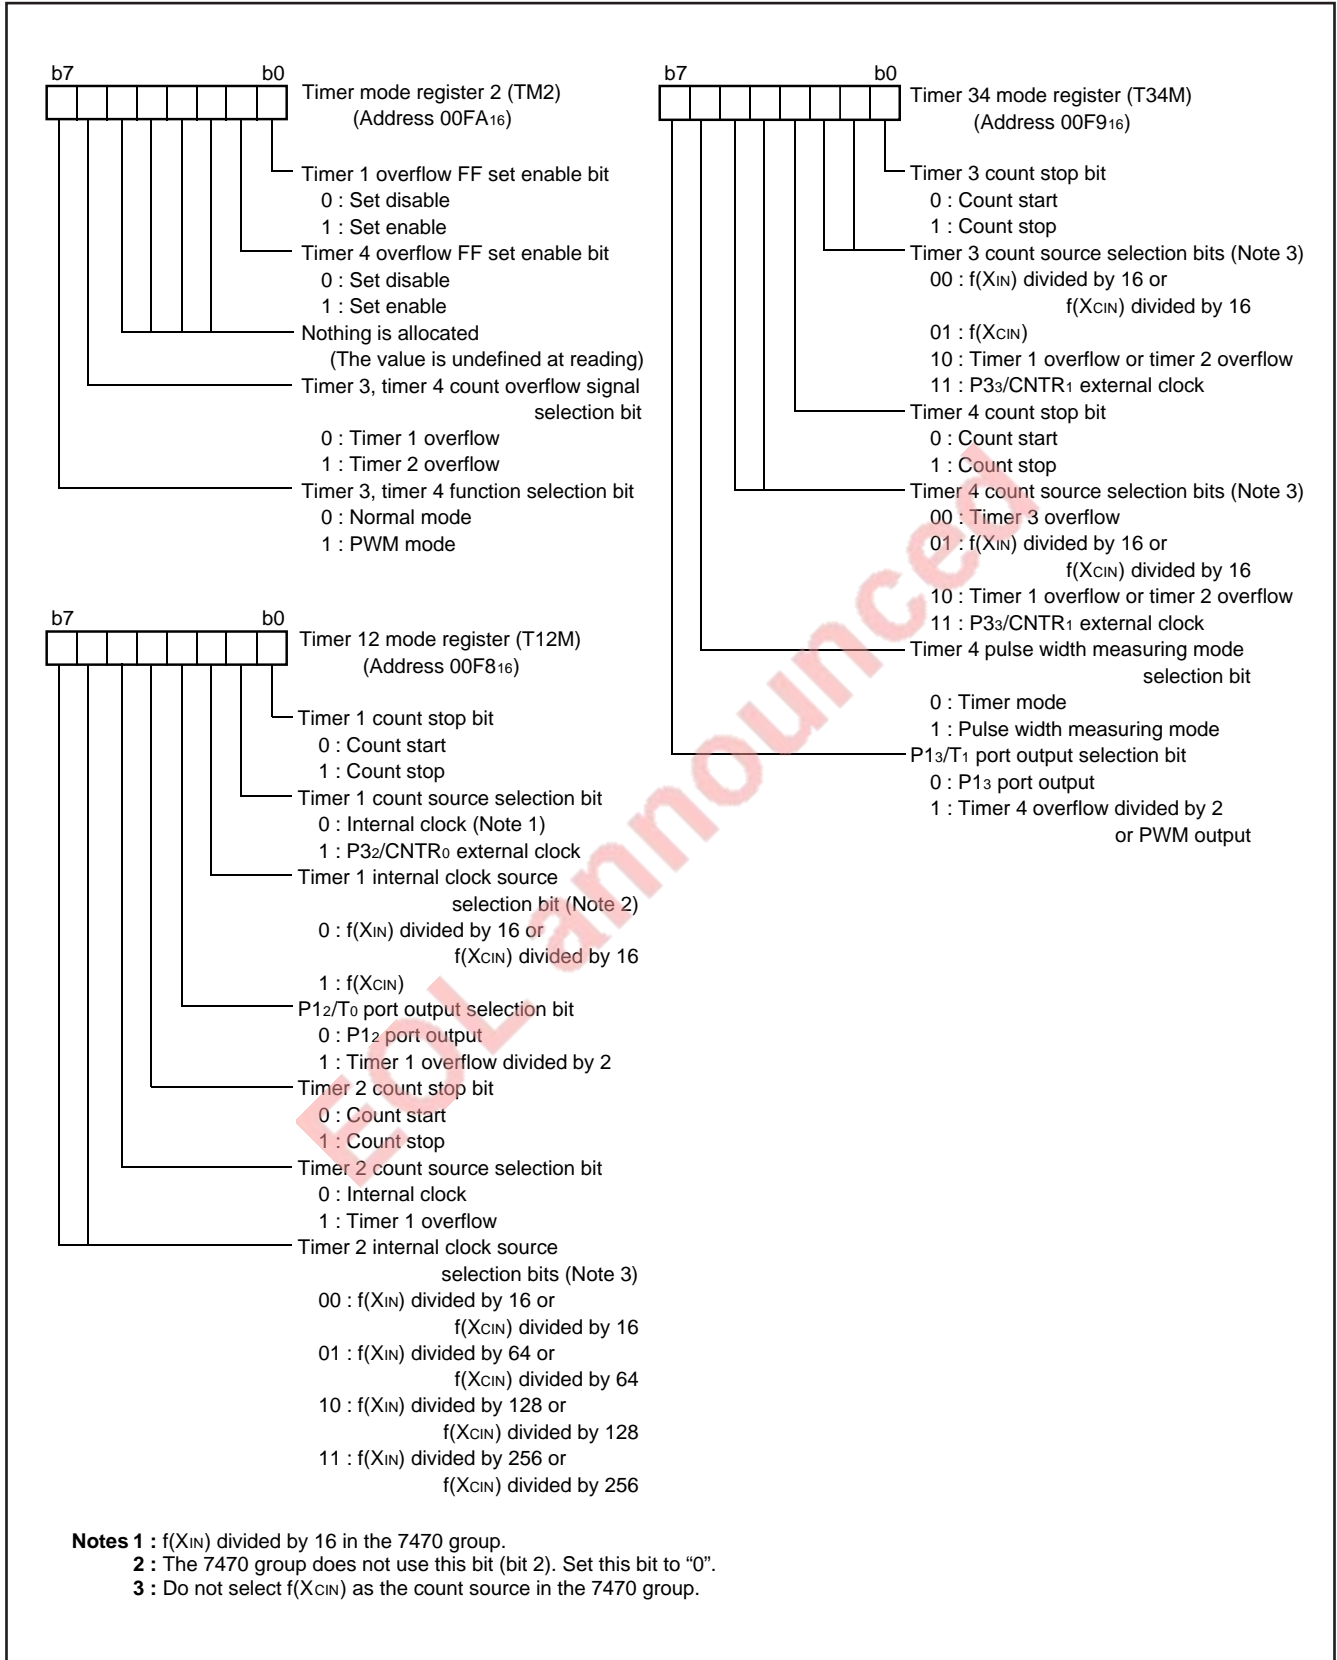 b7 b0
Timer mode register 2 (TM2)
(Address 00FA16)
Timer 1 overflow FF set enable bit
0 : Set disable
1 : Set enable
Timer 4 overflow FF set enable bit
0 : Set disable
1 : Set enable
Nothing is allocated
(The value is undefined at reading)
Timer 3, timer 4 count overflow signal
selection bit
0 : Timer 1 overflow
1 : Timer 2 overflow
Timer 3, timer 4 function selection bit
0 : Normal mode
1 : PWM mode
b7 b0
Timer 12 mode register (T12M)
(Address 00F816)
Timer 1 count stop bit
0 : Count start
1 : Count stop
Timer 1 count source selection bit
0 : Internal clock (Note 1)
1 : P32/CNTR0 external clock
Timer 1 internal clock source
selection bit (Note 2)
0 : f(XIN) divided by 16 or
f(XCIN) divided by 16
1 : f(XCIN)
P12/T0 port output selection bit
0 : P12 port output
1 : Timer 1 overflow divided by 2
Timer 2 count stop bit
0 : Count start
1 : Count stop
Timer 2 count source selection bit
0 : Internal clock
1 : Timer 1 overflow
Timer 2 internal clock source
selection bits (Note 3)
00 : f(XIN) divided by 16 or
f(XCIN) divided by 16
01 : f(XIN) divided by 64 or
f(XCIN) divided by 64
10 : f(XIN) divided by 128 or
f(XCIN) divided by 128
11 : f(XIN) divided by 256 or
f(XCIN) divided by 256
b7 b0
Timer 34 mode register (T34M)
(Address 00F916)
Timer 3 count stop bit
0 : Count start
1 : Count stop
Timer 3 count source selection bits (Note 3)
00 : f(XIN) divided by 16 or
f(XCIN) divided by 16
01 : f(XCIN)
10 : Timer 1 overflow or timer 2 overflow
11 : P33/CNTR1 external clock
Timer 4 count stop bit
0 : Count start
1 : Count stop
Timer 4 count source selection bits (Note 3)
00 : Timer 3 overflow
01 : f(XIN) divided by 16 or
f(XCIN) divided by 16
10 : Timer 1 overflow or timer 2 overflow
11 : P33/CNTR1 external clock
Timer 4 pulse width measuring mode
selection bit
0 : Timer mode
1 : Pulse width measuring mode
P13/T1 port output selection bit
0 : P13 port output
1 : Timer 4 overflow divided by 2
or PWM output
EOL announced
Notes 1 : f(XIN) divided by 16 in the 7470 group.
2 : The 7470 group does not use this bit (bit 2). Set this bit to “0”.
3 : Do not select f(XCIN) as the count source in the 7470 group.